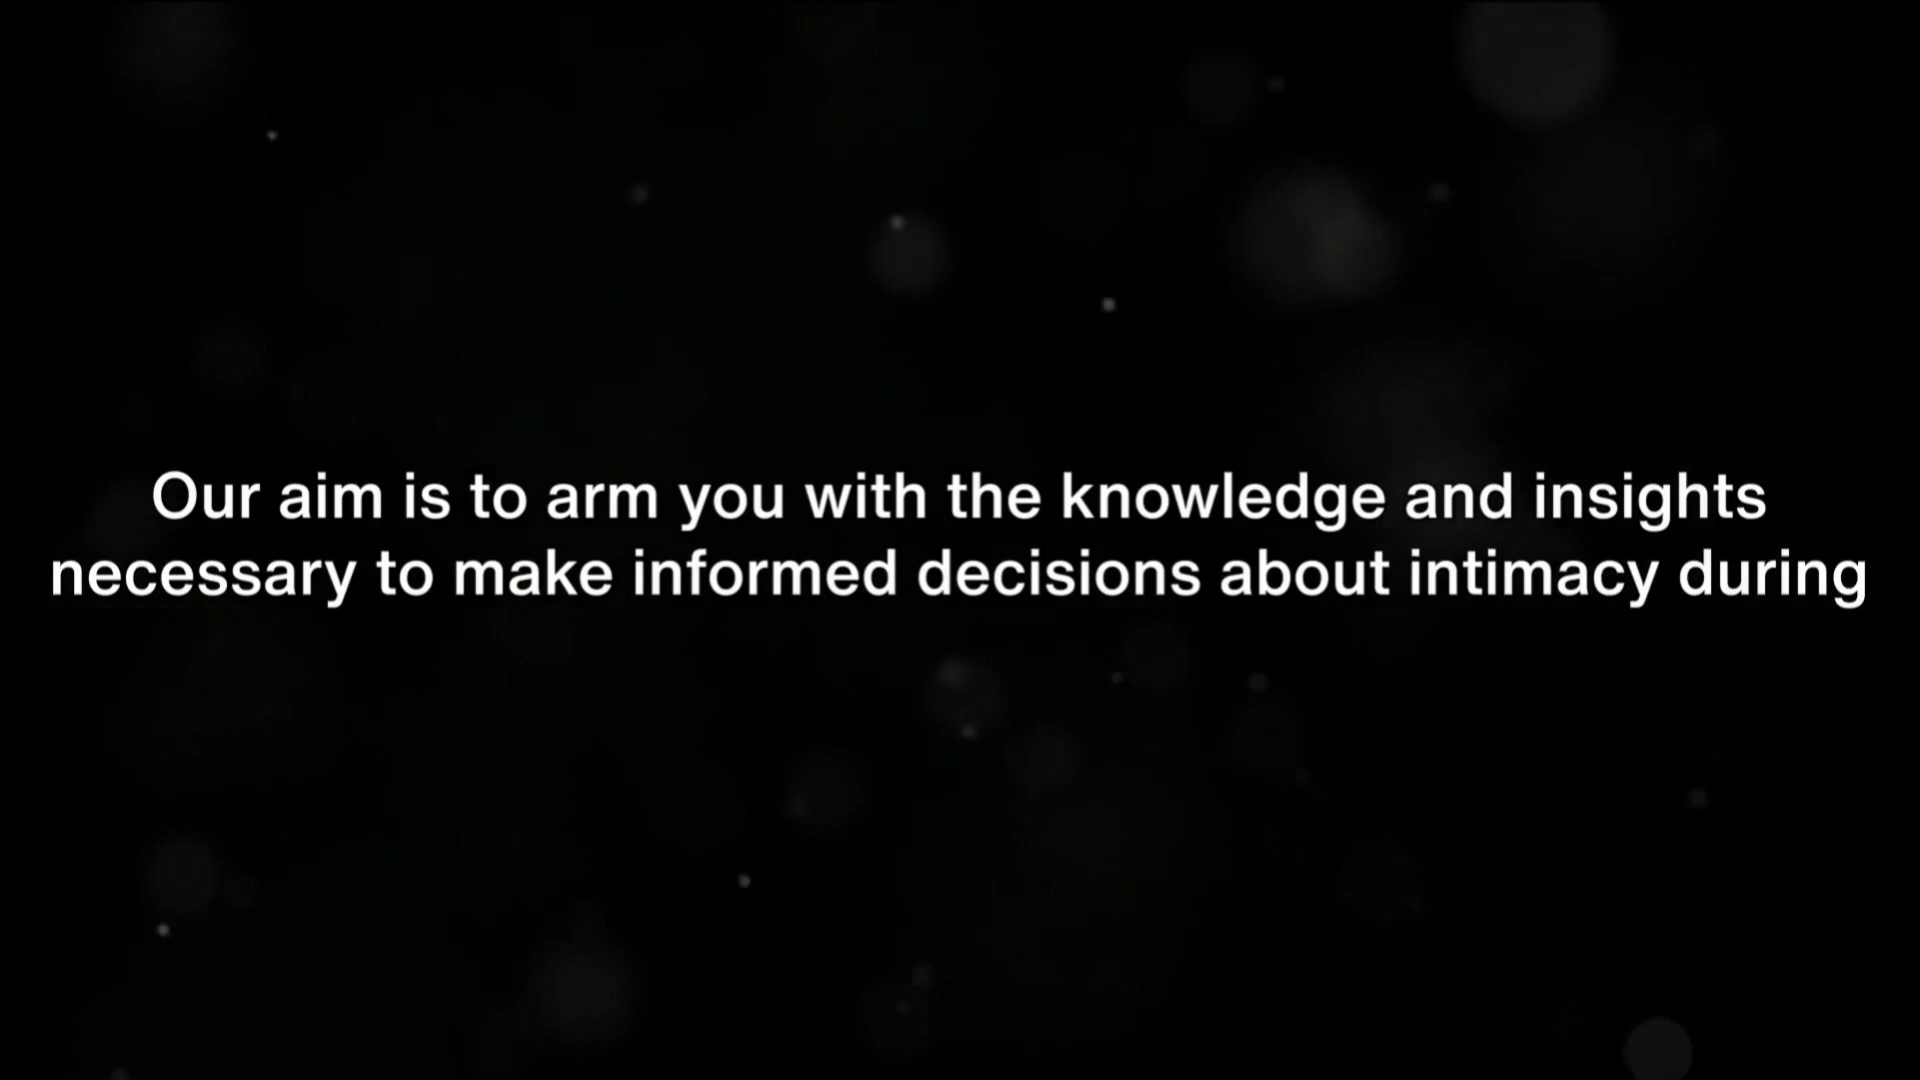 Our aim is to arm you with the knowledge and insights
necessary to make informed decisions about intimacy during